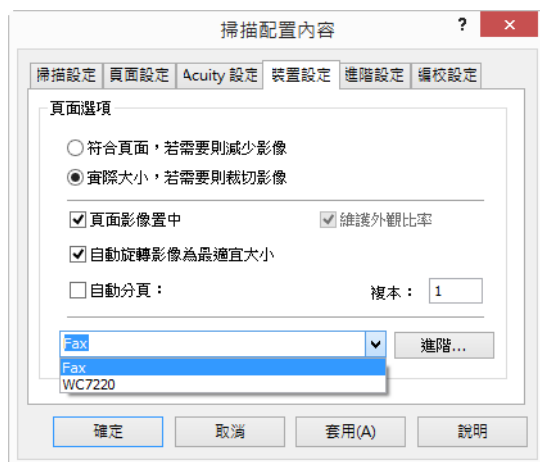 掃描配置內容
?
掃描設定 頁面設定 Acuity 設定 裝置設定 進階設定 編校設定
頁面選項
符合頁面，若需要則減少影像
實際大小，若需要則裁切影像
頁面影像置中 維護外觀比率
自動旋轉影像為最適宜大小
自動分頁： 複本： 1
Fax 進階...
Fax
WC7220
確定 取消 套用(A) 說明